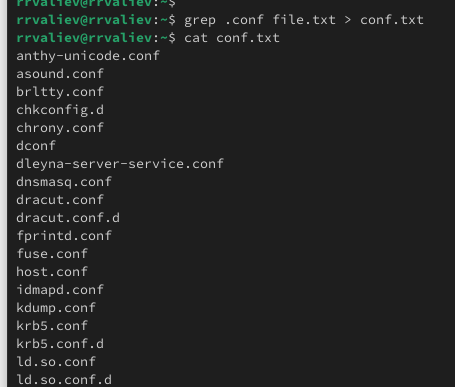 rrvaliev@rrvaliev:~$
rrvaliev@rrvaliev:~$ grep .conf file.txt > conf.txt
rrvaliev@rrvaliev:~$ cat conf.txt
anthy-unicode.conf
asound.conf
brltty.conf
chkconfig.d
chrony.conf
dconf
dleyna-server-service.conf
dnsmasq.conf
dracut.conf
dracut.conf.d
fprintd.conf
fuse.conf
host.conf
idmapd.conf
kdump.conf
krb5.conf
krb5.conf.d
ld.so.conf
ld.so.conf.d